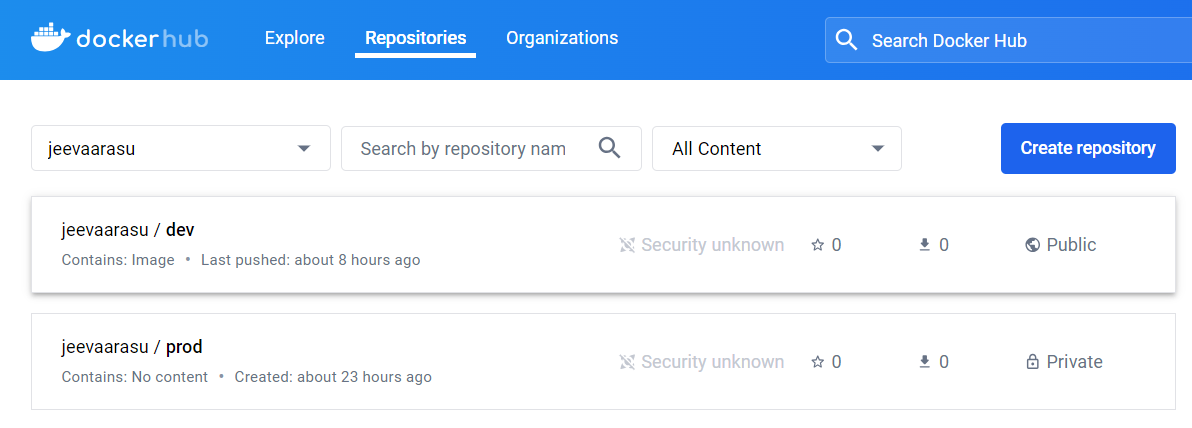 dockerhub Explore Repositories Organizations Search Docker Hub
jeevaarasu Search by repository nam All Content Create repository
jeevaarasu / dev
Security unknown 0 0 Public
Contains: Image • Last pushed: about 8 hours ago
jeevaarasu / prod
Security unknown 0 0 Private
Contains: No content • Created: about 23 hours ago